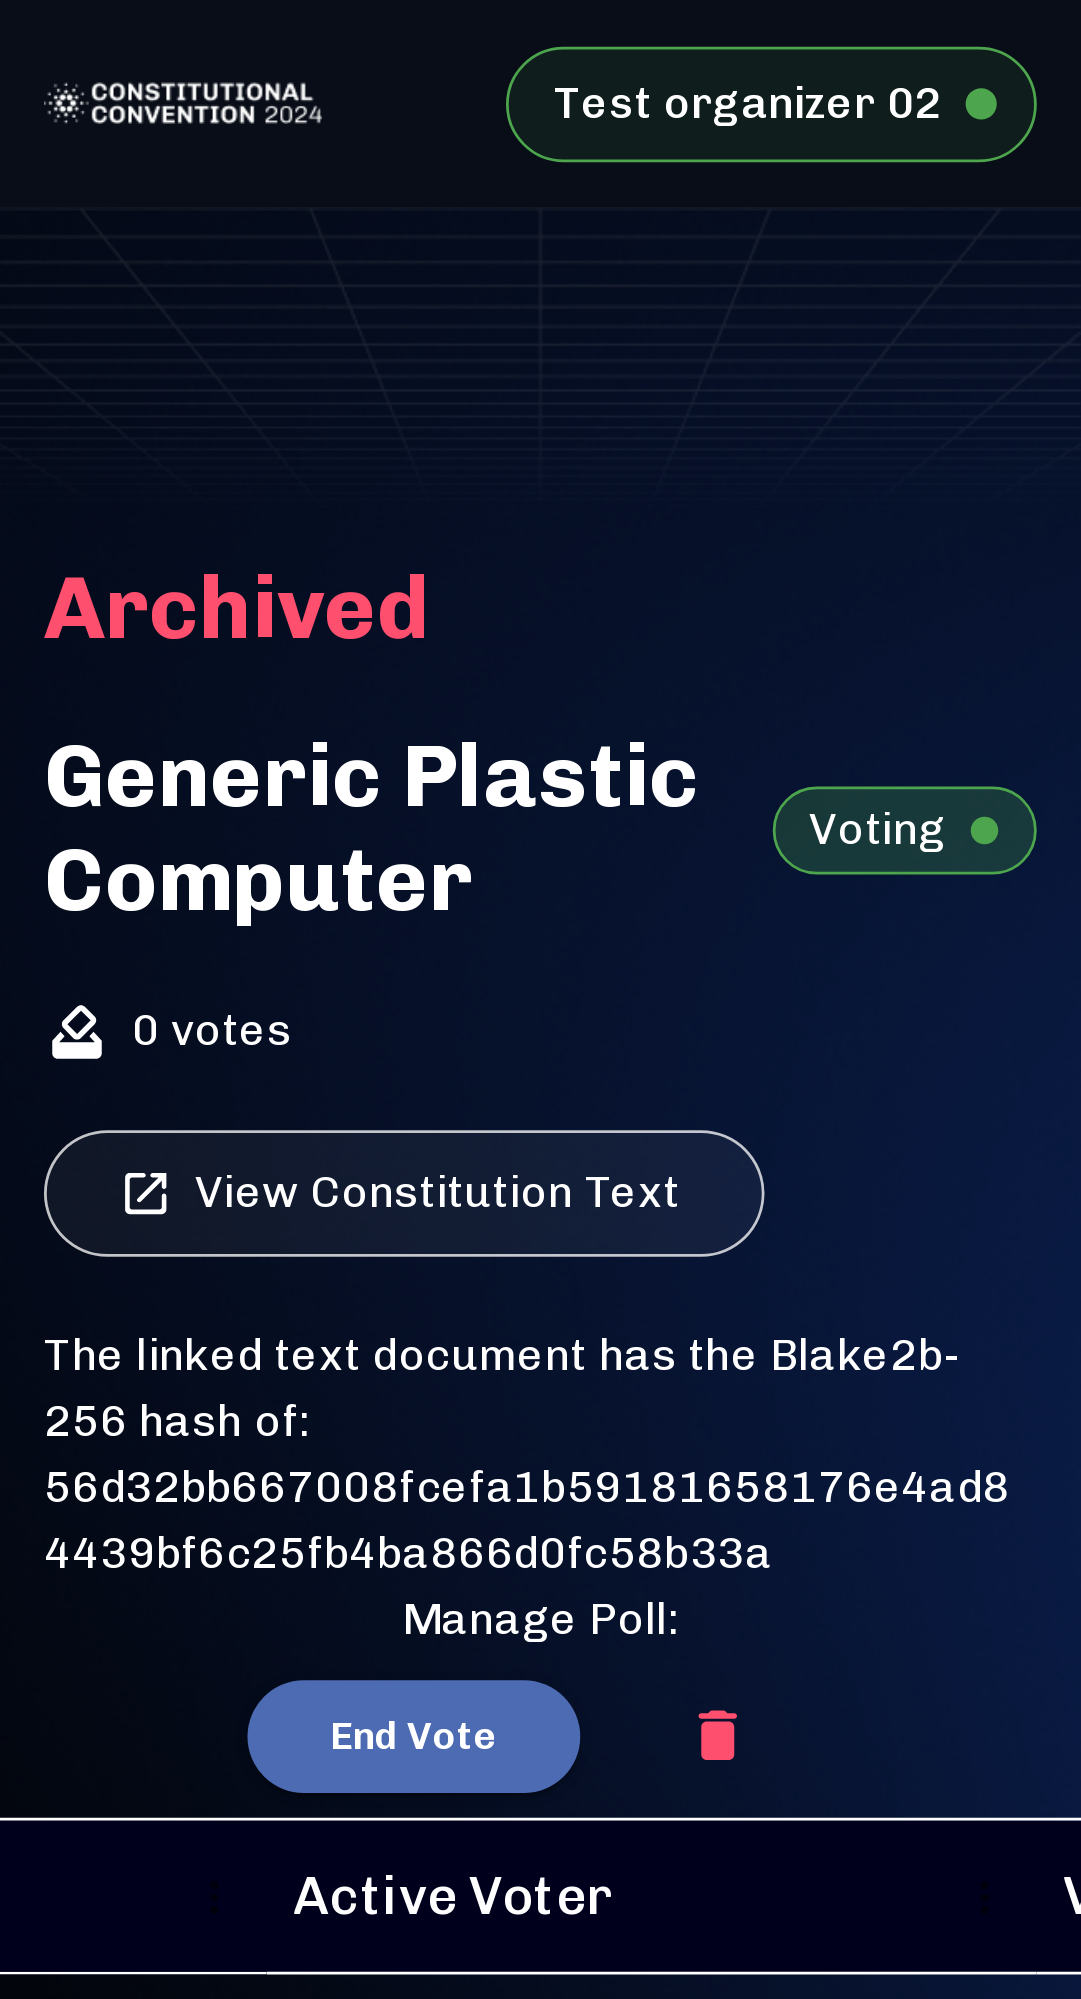 CONSTITUTIONAL
CONVENTION 2024
Test organizer 02
Archived
Generic Plastic
Computer
Voting
0 votes
View Constitution Text
The linked text document has the Blake2b-
256 hash of:
56d32bb667008fcefa1b59181658176e4ad8
4439bf6c25fb4ba866d0fc58b33a
Manage Poll:
End Vote
Active Voter